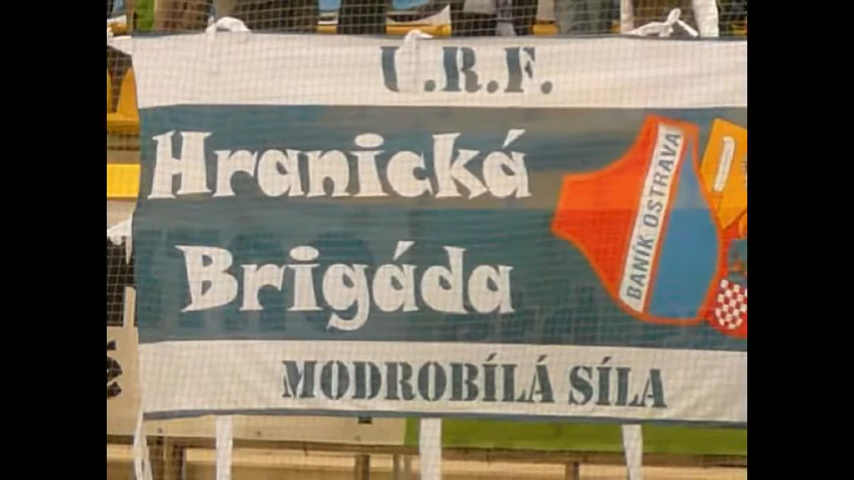 U.R.F.
Hranická
Brigáda
BANÍK OSTRAVA
MODROBÍLÁ SÍLA